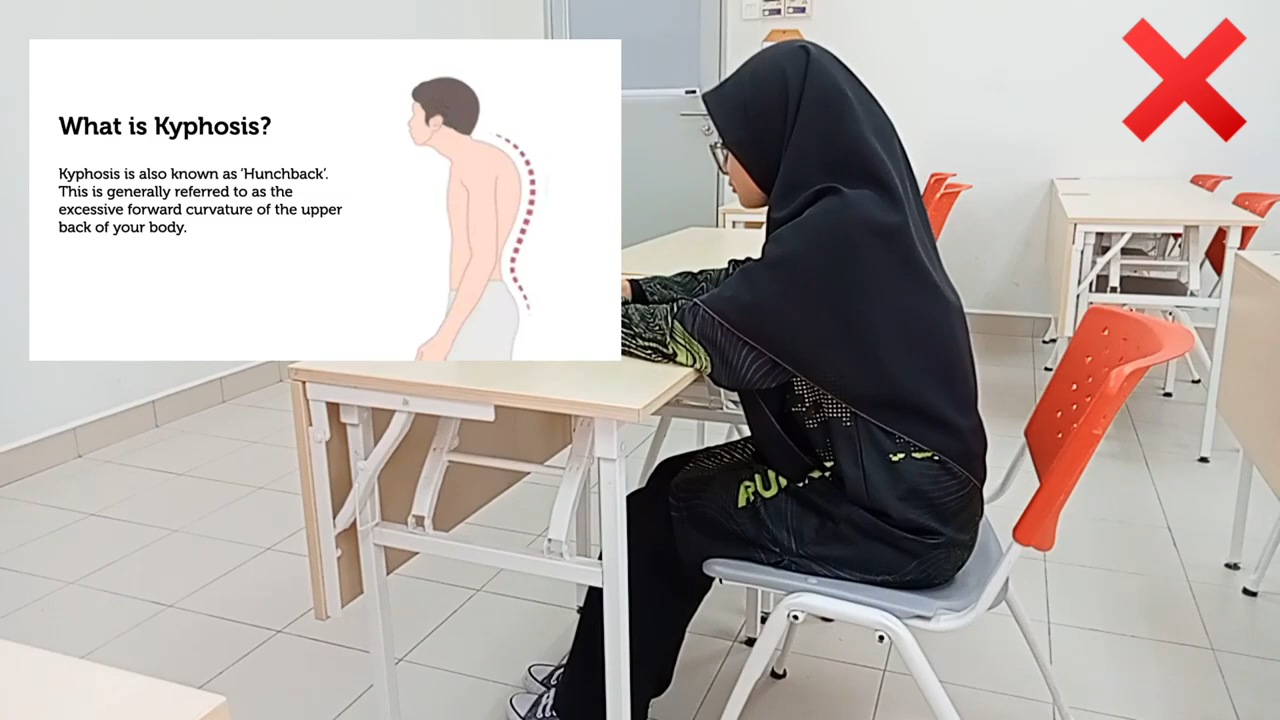 What is Kyphosis?
Kyphosis is also known as ‘Hunchback’.
This is generally referred to as the
excessive forward curvature of the upper
back of your body.